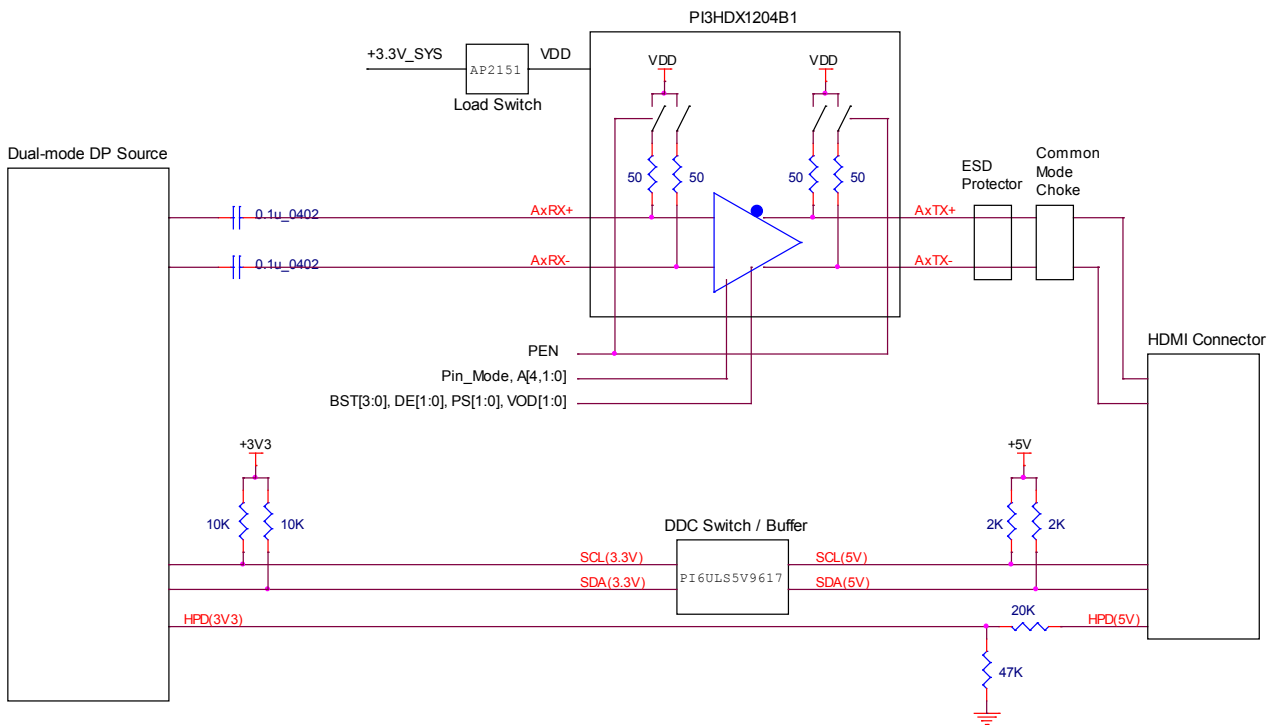 PI3HDX1204B1
+3.3V_SYS
AP2151
VDD
Load Switch
VDD
VDD
Dual-mode DP Source
50
50
50
50
ESD
Protector
Common
Mode
Choke
0.1u_0402
AxRX+
AxTX+
0.1u_0402
AxRX-
AxTX-
PEN
HDMI Connector
Pin_Mode, A[4,1:0]
BST[3:0], DE[1:0], PS[1:0], VOD[1:0]
+3V3
+5V
10K
10K
DDC Switch / Buffer
2K
2K
SCL(3.3V)
SCL(5V)
PI6ULS5V9617
SDA(3.3V)
SDA(5V)
HPD(3V3)
20K
HPD(5V)
47K